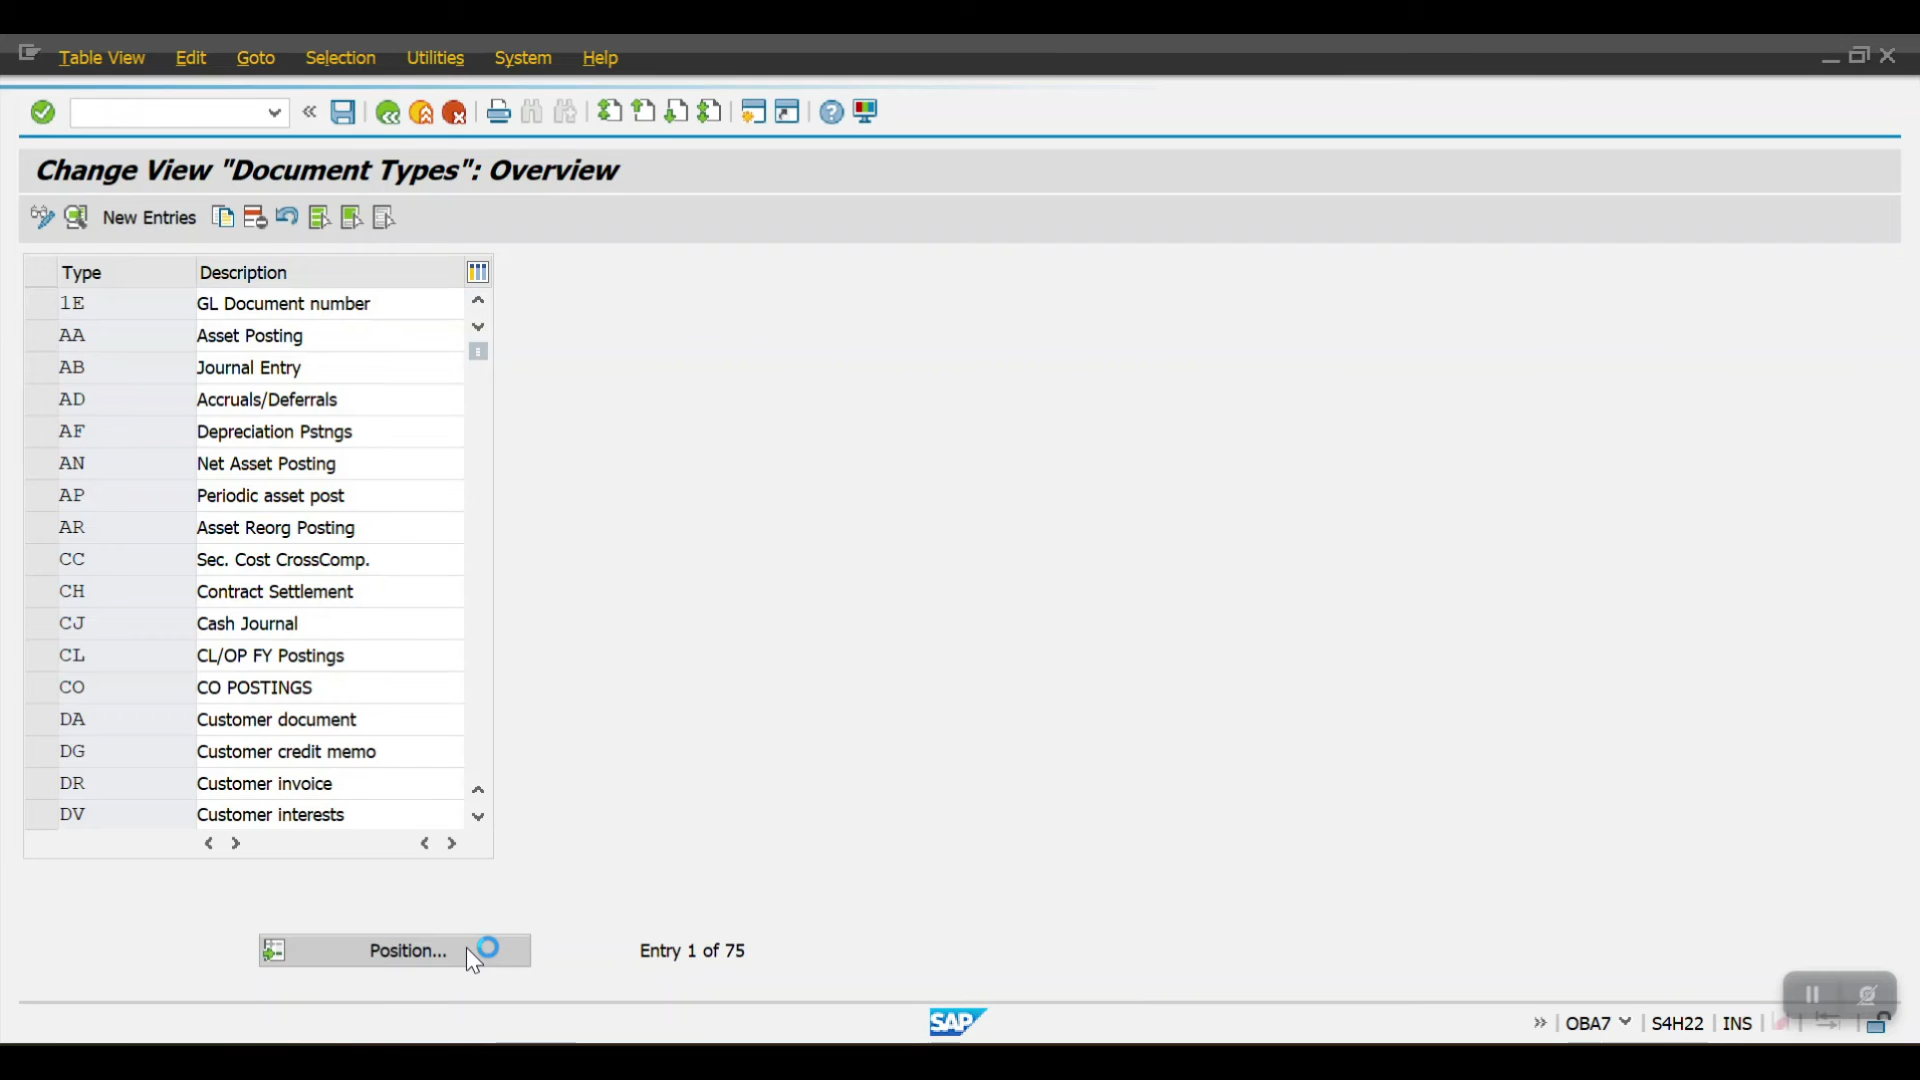 Table View Edit Goto Selection Utilities System Help
Change View "Document Types": Overview
New Entries
Type Description
1E GL Document number
AA Asset Posting
AB Journal Entry
AD Accruals/Deferrals
AF Depreciation Pstngs
AN Net Asset Posting
AP Periodic asset post
AR Asset Reorg Posting
CC Sec. Cost CrossComp.
CH Contract Settlement
CJ Cash Journal
CL CL/OP FY Postings
CO CO POSTINGS
DA Customer document
DG Customer credit memo
DR Customer invoice
DV Customer interests
Position... Entry 1 of 75
SAP OBA7 S4H22 INS